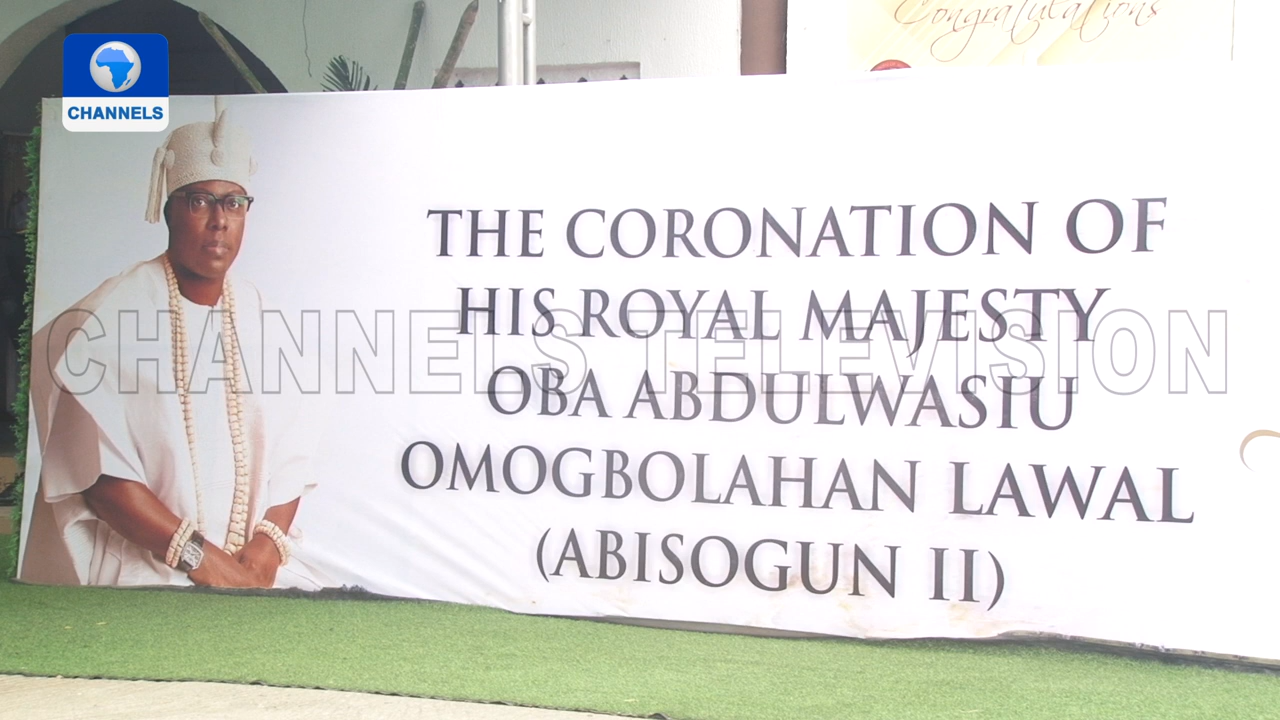 Congratulations
CHANNELS
THE CORONATION OF
HIS ROYAL MAJESTY
CHANNELS TELEVISION
OBA ABDULWASIU
OMOGBOLAHAN LAWAL
(ABISOGUN II)